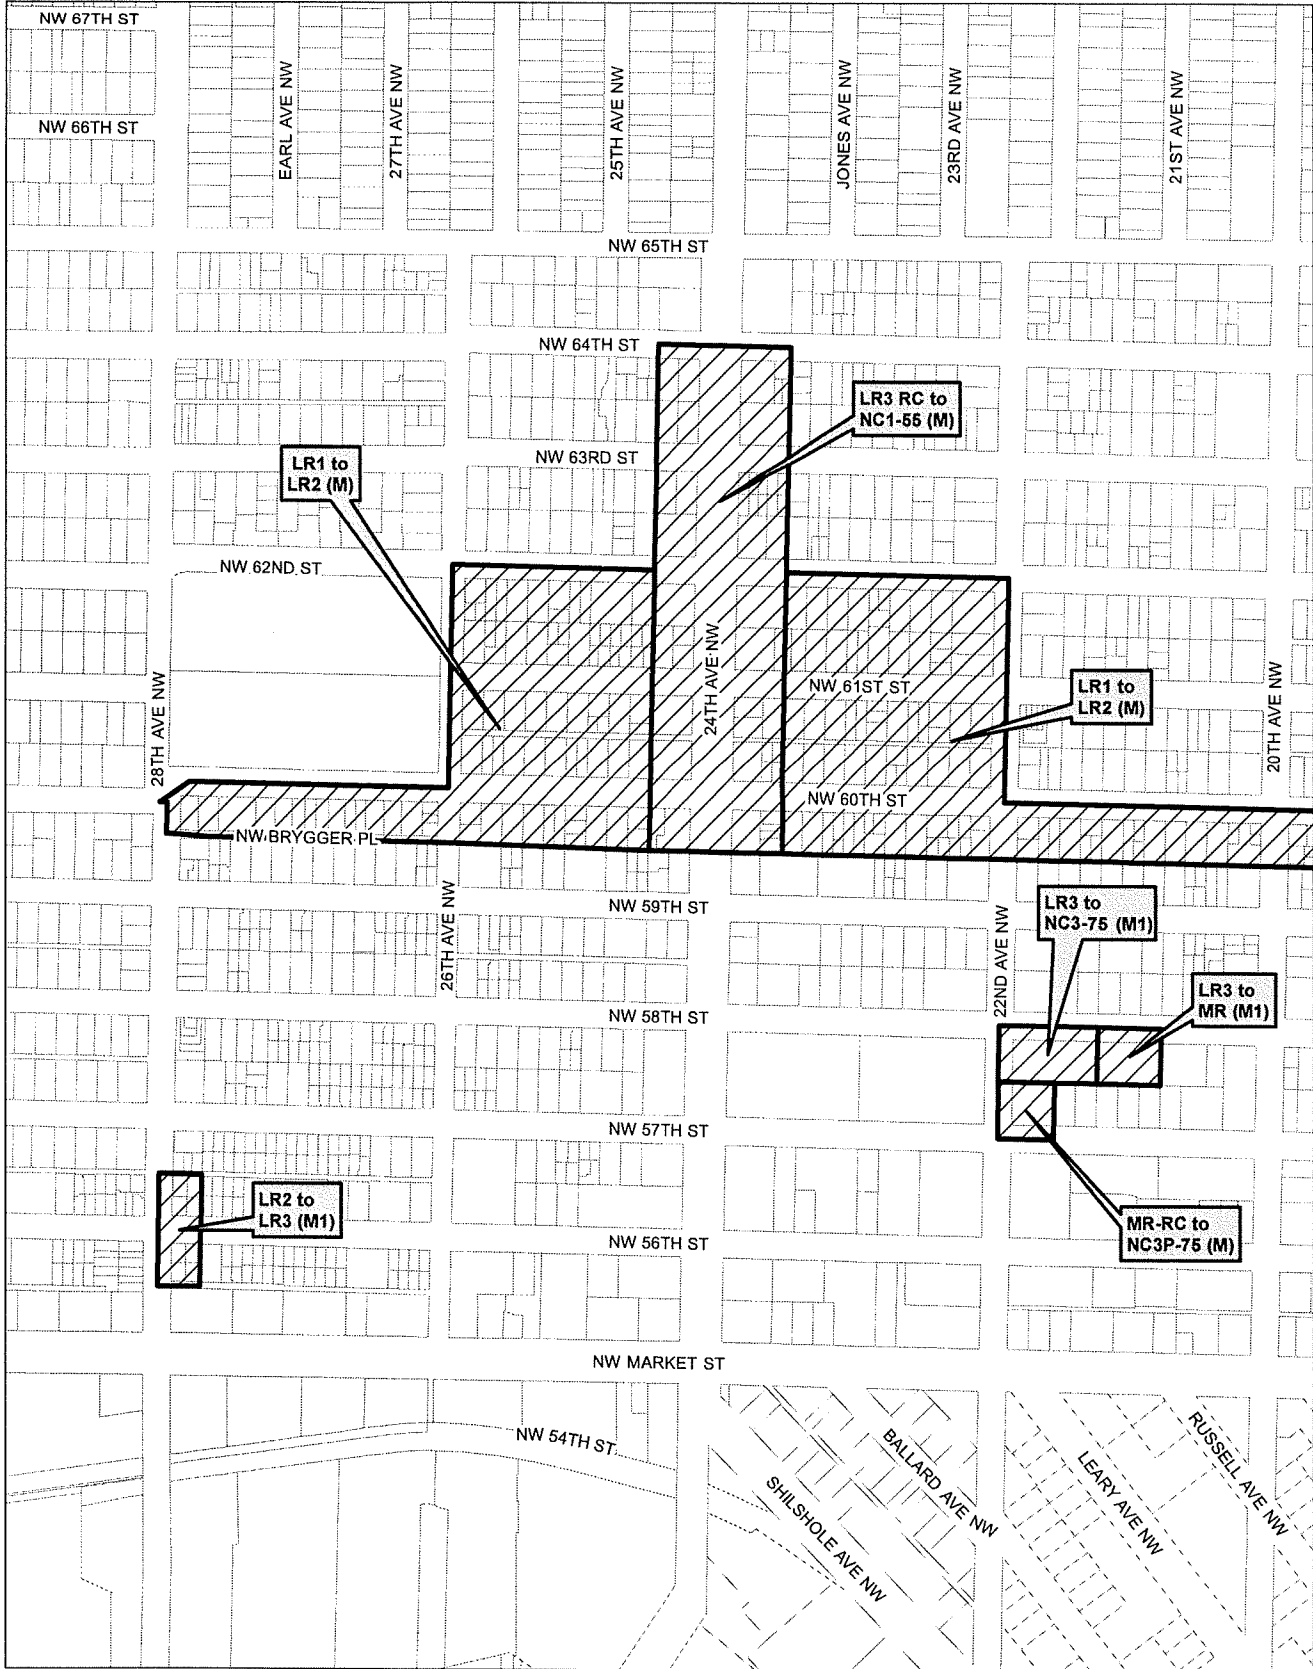 NW 67TH ST
NW 66TH ST
EARL AVE NW
27TH AVE NW
25TH AVE NW
JONES AVE NW
23RD AVE NW
21ST AVE NW
NW 65TH ST
NW 64TH ST
LR3 RC to
NC1-55 (M)
NW 63RD ST
LR1 to
LR2 (M)
NW 62ND ST
28TH AVE NW
24TH AVE NW
NW 61ST ST
LR1 to
LR2 (M)
20TH AVE NW
NW 60TH ST
NW BRYGGER PL
26TH AVE NW
NW 59TH ST
22ND AVE NW
LR3 to
NC3-75 (M1)
LR3 to
MR (M1)
NW 58TH ST
NW 57TH ST
LR2 to
LR3 (M1)
NW 56TH ST
MR-RC to
NC3P-75 (M)
NW MARKET ST
NW 54TH ST
SHILSHOLE AVE NW
BALLARD AVE NW
LEARY AVE NW
RUSSELL AVE NW